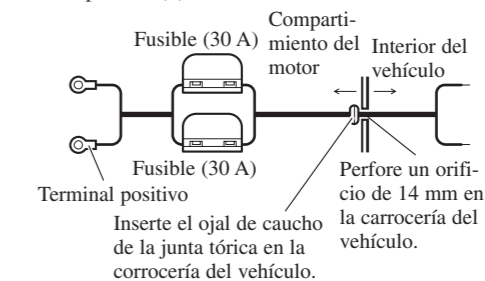 Fusible (30 A)
Comparti-
miento del
motor
Interior del
vehículo
Fusible (30 A)
Terminal positivo
Perfore un orifi-
cio de 14 mm en
la carrocería del
vehículo.
Inserte el ojal de caucho
de la junta tórica en la
corrocería del vehículo.